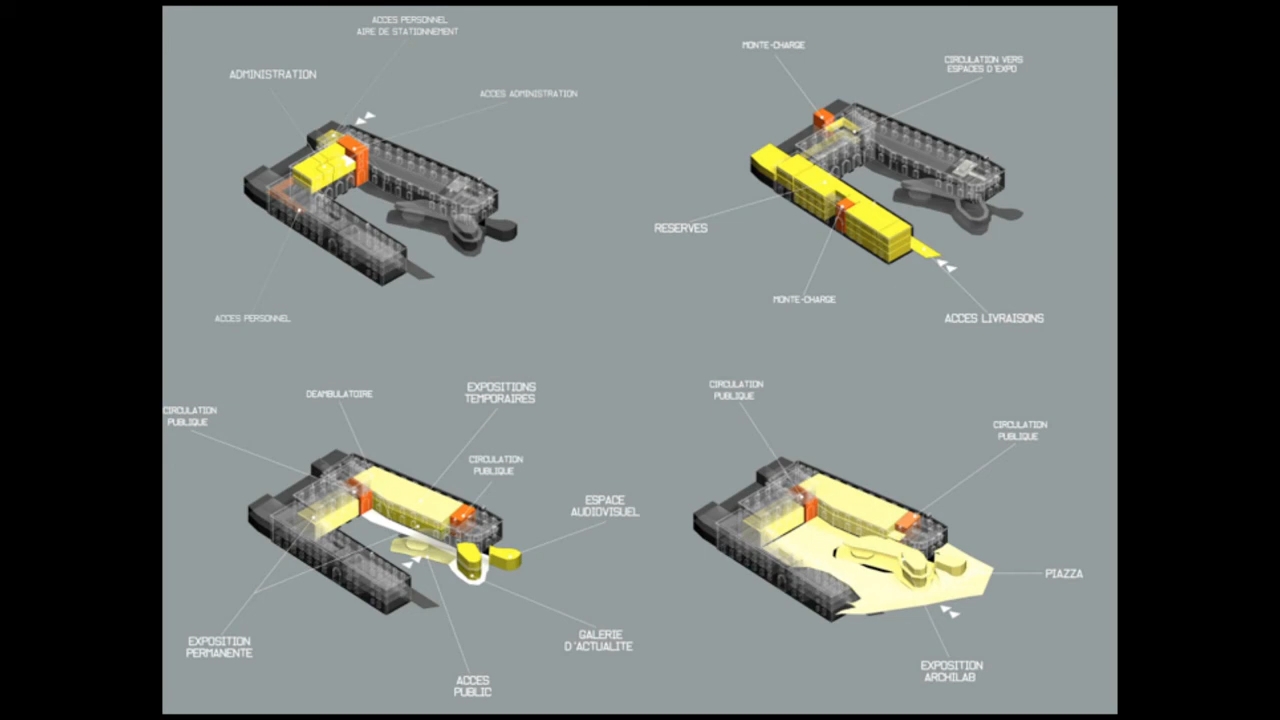 ACCES PERSONNEL
AIRE DE STATIONNEMENT
ADMINISTRATION
ACCES ADMINISTRATION
ACCES PERSONNEL
MONTE-CHARGE
CIRCULATION VERS
ESPACES D'EXPO
RESERVES
MONTE-CHARGE
ACCES LIVRAISONS
CIRCULATION
PUBLIQUE
DEAMBULATOIRE
EXPOSITIONS
TEMPORAIRES
CIRCULATION
PUBLIQUE
ESPACE
AUDIOVISUEL
EXPOSITION
PERMANENTE
GALERIE
D'ACTUALITE
ACCES
PUBLIC
CIRCULATION
PUBLIQUE
CIRCULATION
PUBLIQUE
PIAZZA
EXPOSITION
ARCHILAB